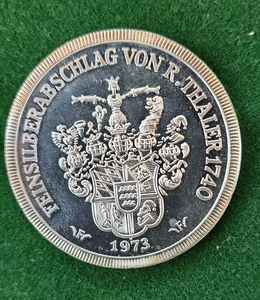 FEINSILBERABSCHLAG VON R. THALER 1740
1973